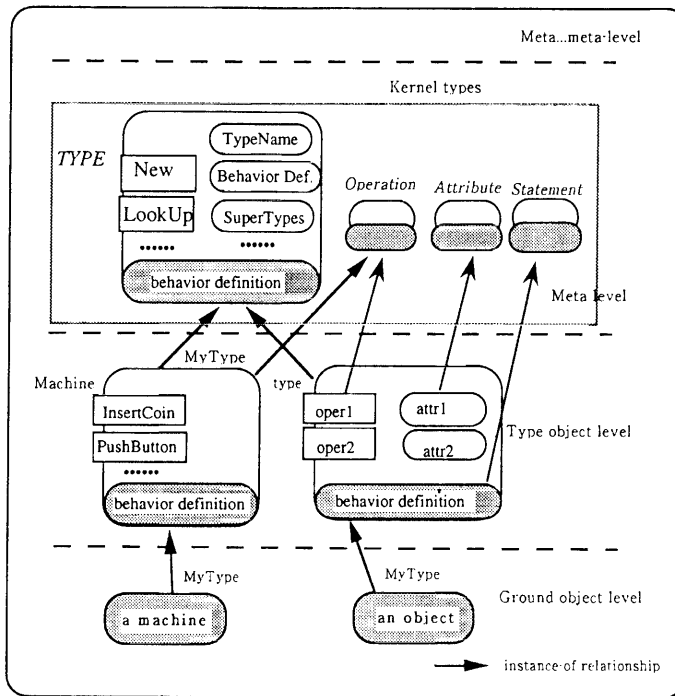 Meta...meta-level
Kernel types
TYPE
TypeName
New
Behavior Def.
LookUp
SuperTypes
......
......
behavior definition
Operation
Attribute
Statement
Meta level
MyType
Machine
type
InsertCoin
PushButton
......
behavior definition
oper1
attr1
oper2
attr2
Type object level
behavior definition
MyType
MyType
a machine
an object
Ground object level
instance-of relationship